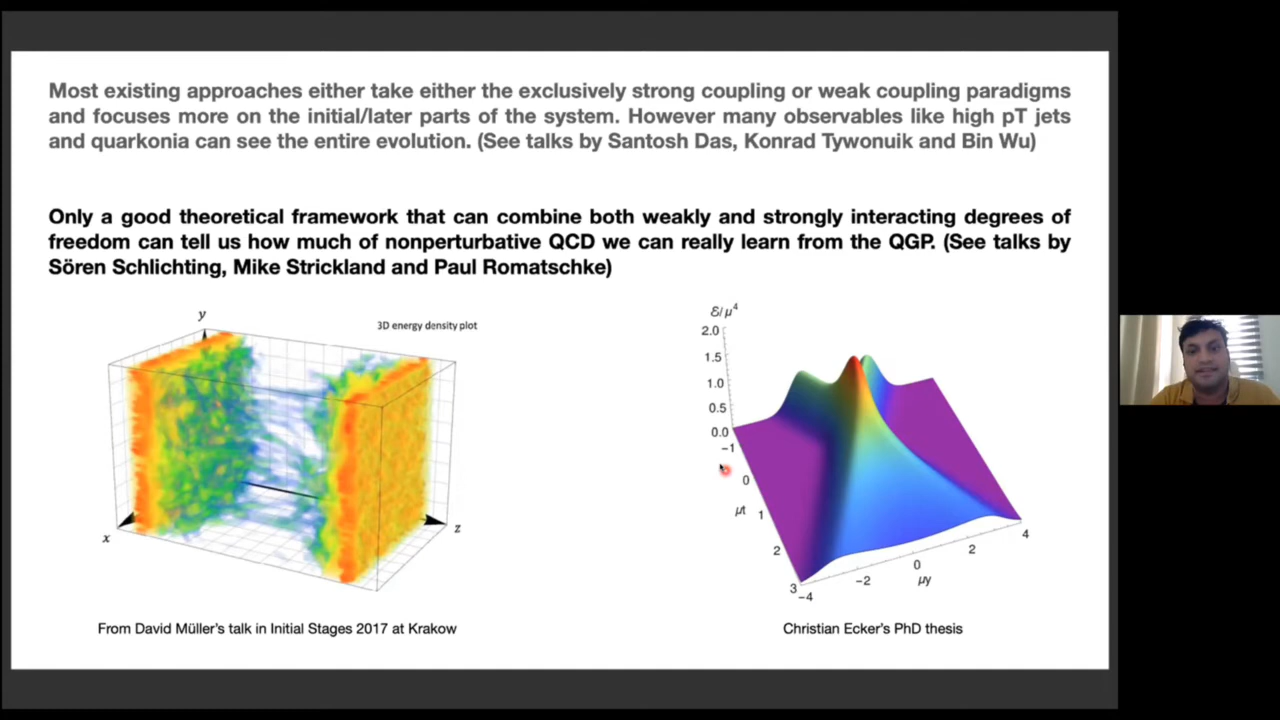 Most existing approaches either take either the exclusively strong coupling or weak coupling paradigms
and focuses more on the initial/later parts of the system. However many observables like high pT jets
and quarkonia can see the entire evolution. (See talks by Santosh Das, Konrad Tywonuik and Bin Wu)
Only a good theoretical framework that can combine both weakly and strongly interacting degrees of
freedom can tell us how much of nonperturbative QCD we can really learn from the QGP. (See talks by
Sören Schlichting, Mike Strickland and Paul Romatschke)
y
3D energy density plot
x
z
ℰ/μ⁴
2.0
1.5
1.0
0.5
0.0
−1
0
μt
1
2
3
−4
−2
0
μy
2
4
From David Müller's talk in Initial Stages 2017 at Krakow
Christian Ecker's PhD thesis